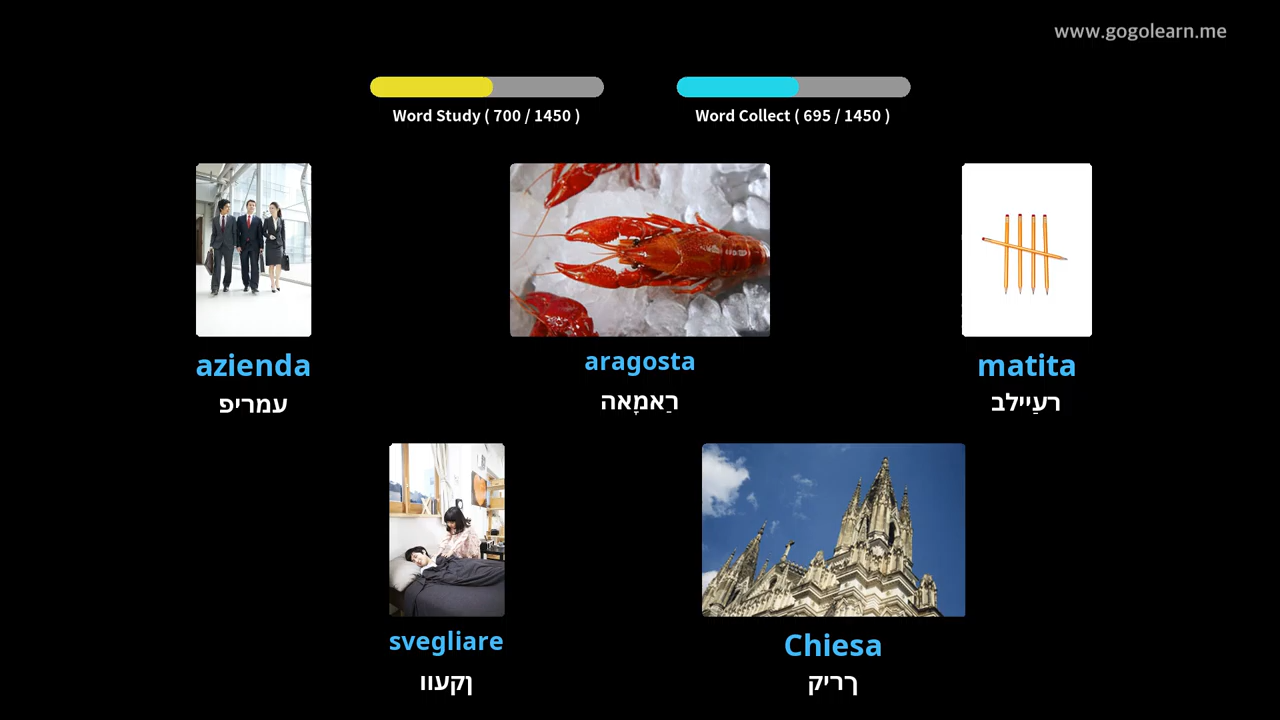 www.gogolearn.me
Word Study ( 700 / 1450 )
Word Collect ( 695 / 1450 )
azienda
עמריפ
aragosta
רַאמָאה
matita
רעַיילב
svegliare
ןקעוו
Chiesa
ךריק